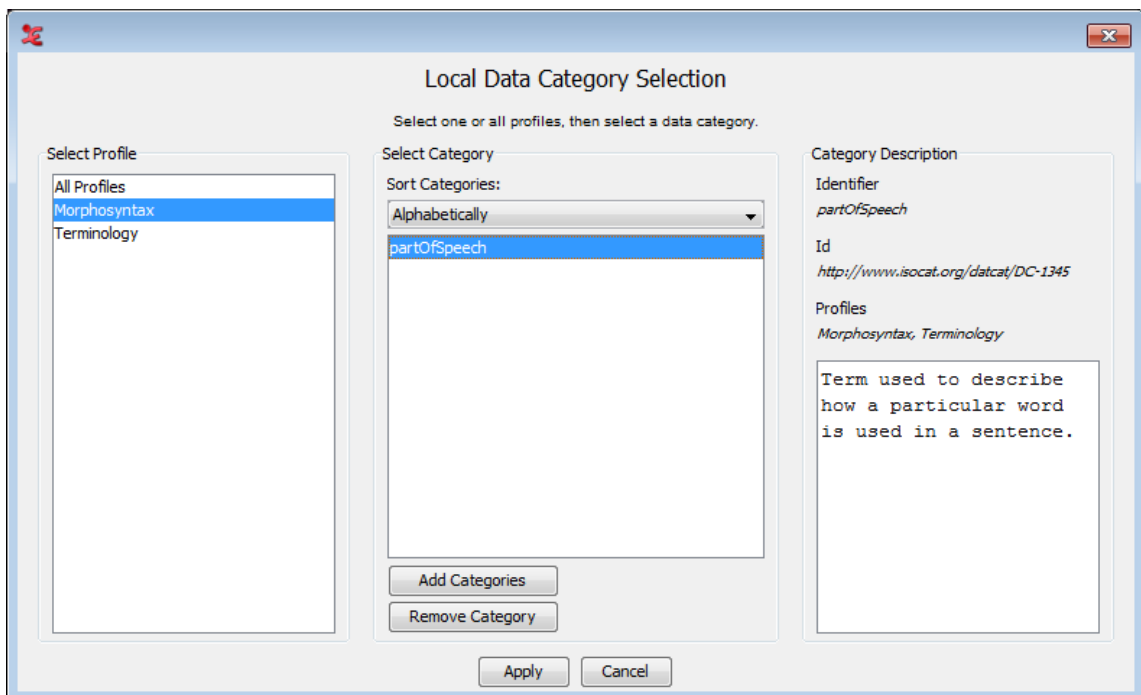 Local Data Category Selection
Select one or all profiles, then select a data category.
Select Profile
All Profiles
Morphosyntax
Terminology
Select Category
Sort Categories:
Alphabetically
partOfSpeech
Add Categories
Remove Category
Category Description
Identifier
partOfSpeech
Id
http://www.isocat.org/datcat/DC-1345
Profiles
Morphosyntax, Terminology
Term used to describe
how a particular word
is used in a sentence.
Apply
Cancel